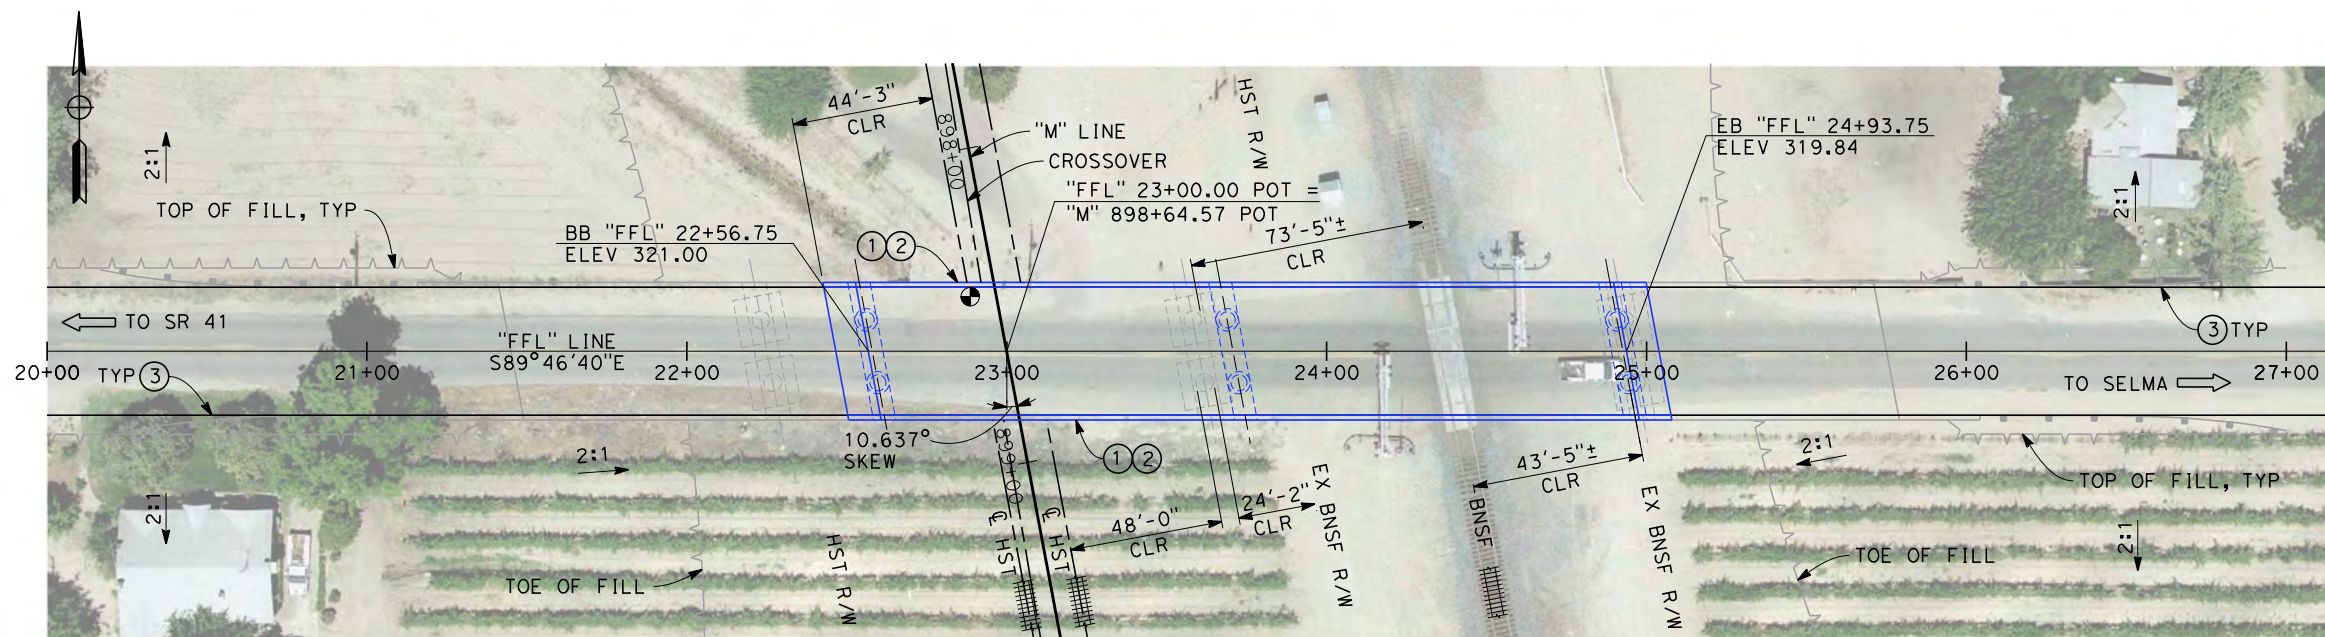 44'-3"
CLR
"M" LINE
CROSSOVER
898+00
HST R/W
"FFL" 23+00.00 POT =
"M" 898+64.57 POT
EB "FFL" 24+93.75
ELEV 319.84
2:1
TOP OF FILL, TYP
BB "FFL" 22+56.75
ELEV 321.00
1 2
73'-5"±
CLR
2:1
TO SR 41
"FFL" LINE
S89°46'40"E
3 TYP
20+00
TYP 3
21+00
22+00
23+00
24+00
25+00
26+00
TO SELMA
27+00
10.637°
SKEW
899+00
1 2
2:1
2:1
TOP OF FILL, TYP
43'-5"±
CLR
24'-2"
CLR
48'-0"
CLR
2:1
TOE OF FILL
HST R/W
℄ HST
℄ HST
EX BNSF R/W
BNSF
EX BNSF R/W
TOE OF FILL
2:1